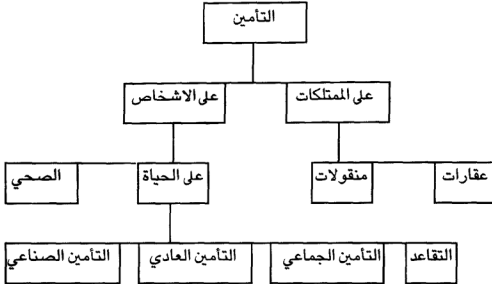 التأمين
على الممتلكات
على الاشخاص
عقارات
منقولات
على الحياة
الصحي
التقاعد
التأمين الجماعي
التأمين العادي
التأمين الصناعي